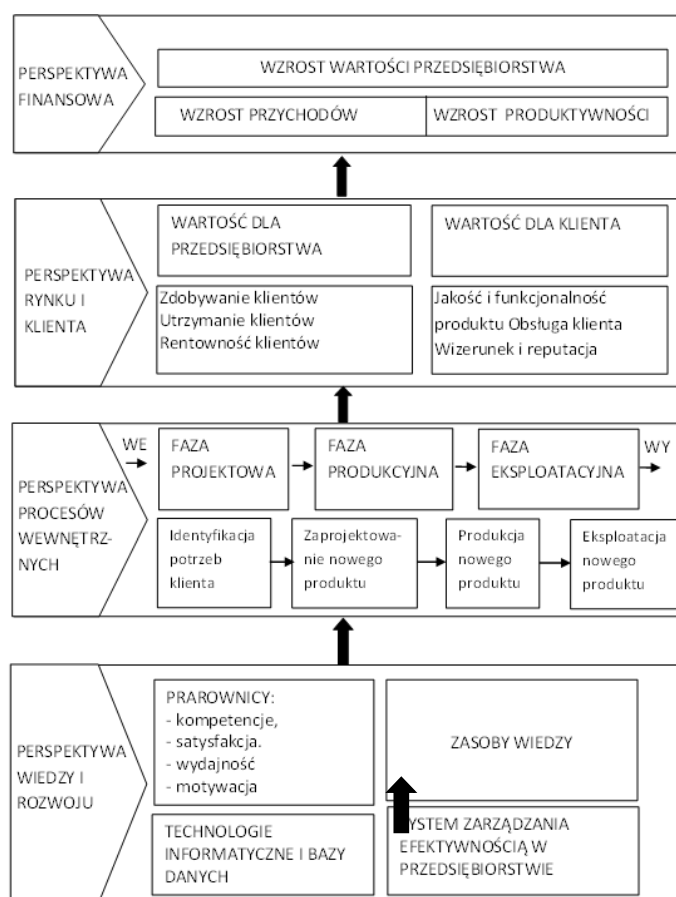 PERSPEKTYWA
FINANSOWA
WZROST WARTOŚCI PRZEDSIĘBIORSTWA
WZROST PRZYCHODÓW
WZROST PRODUKTYWNOŚCI
PERSPEKTYWA
RYNKU I
KLIENTA
WARTOŚĆ DLA
PRZEDSIĘBIORSTWA
WARTOŚĆ DLA KLIENTA
Zdobywanie klientów
Utrzymanie klientów
Rentowność klientów
Jakość i funkcjonalność
produktu Obsługa klienta
Wizerunek i reputacja
PERSPEKTYWA
PROCESÓW
WEWNĘTRZ-
NYCH
WE
FAZA
PROJEKTOWA
FAZA
PRODUKCYJNA
FAZA
EKSPLOATACYJNA
WY
Identyfikacja
potrzeb
klienta
Zaprojektowa-
nie nowego
produktu
Produkcja
nowego
produktu
Eksploatacja
nowego
produktu
PERSPEKTYWA
WIEDZY I
ROZWOJU
PRAROWNICY:
- kompetencje,
- satysfakcja.
- wydajność
- motywacja
ZASOBY WIEDZY
TECHNOLOGIE
INFORMATYCZNE I BAZY
DANYCH
SYSTEM ZARZĄDZANIA
EFEKTYWNOŚCIĄ W
PRZEDSIĘBIORSTWIE